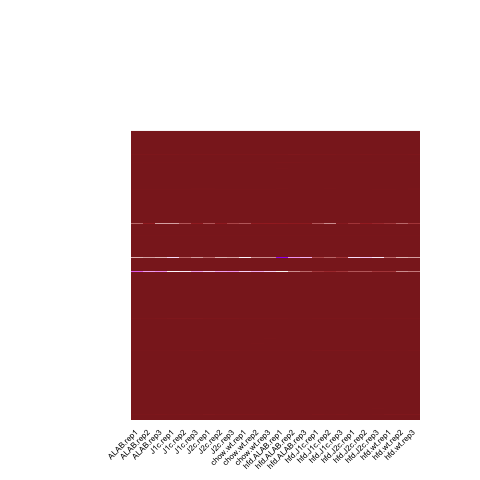 ALAB.rep1
ALAB.rep2
ALAB.rep3
J1c.rep1
J1c.rep2
J1c.rep3
J2c.rep1
J2c.rep2
J2c.rep3
chow.wt.rep1
chow.wt.rep2
chow.wt.rep3
hfd.ALAB.rep1
hfd.ALAB.rep2
hfd.ALAB.rep3
hfd.J1c.rep1
hfd.J1c.rep2
hfd.J1c.rep3
hfd.J2c.rep1
hfd.J2c.rep2
hfd.J2c.rep3
hfd.wt.rep1
hfd.wt.rep2
hfd.wt.rep3